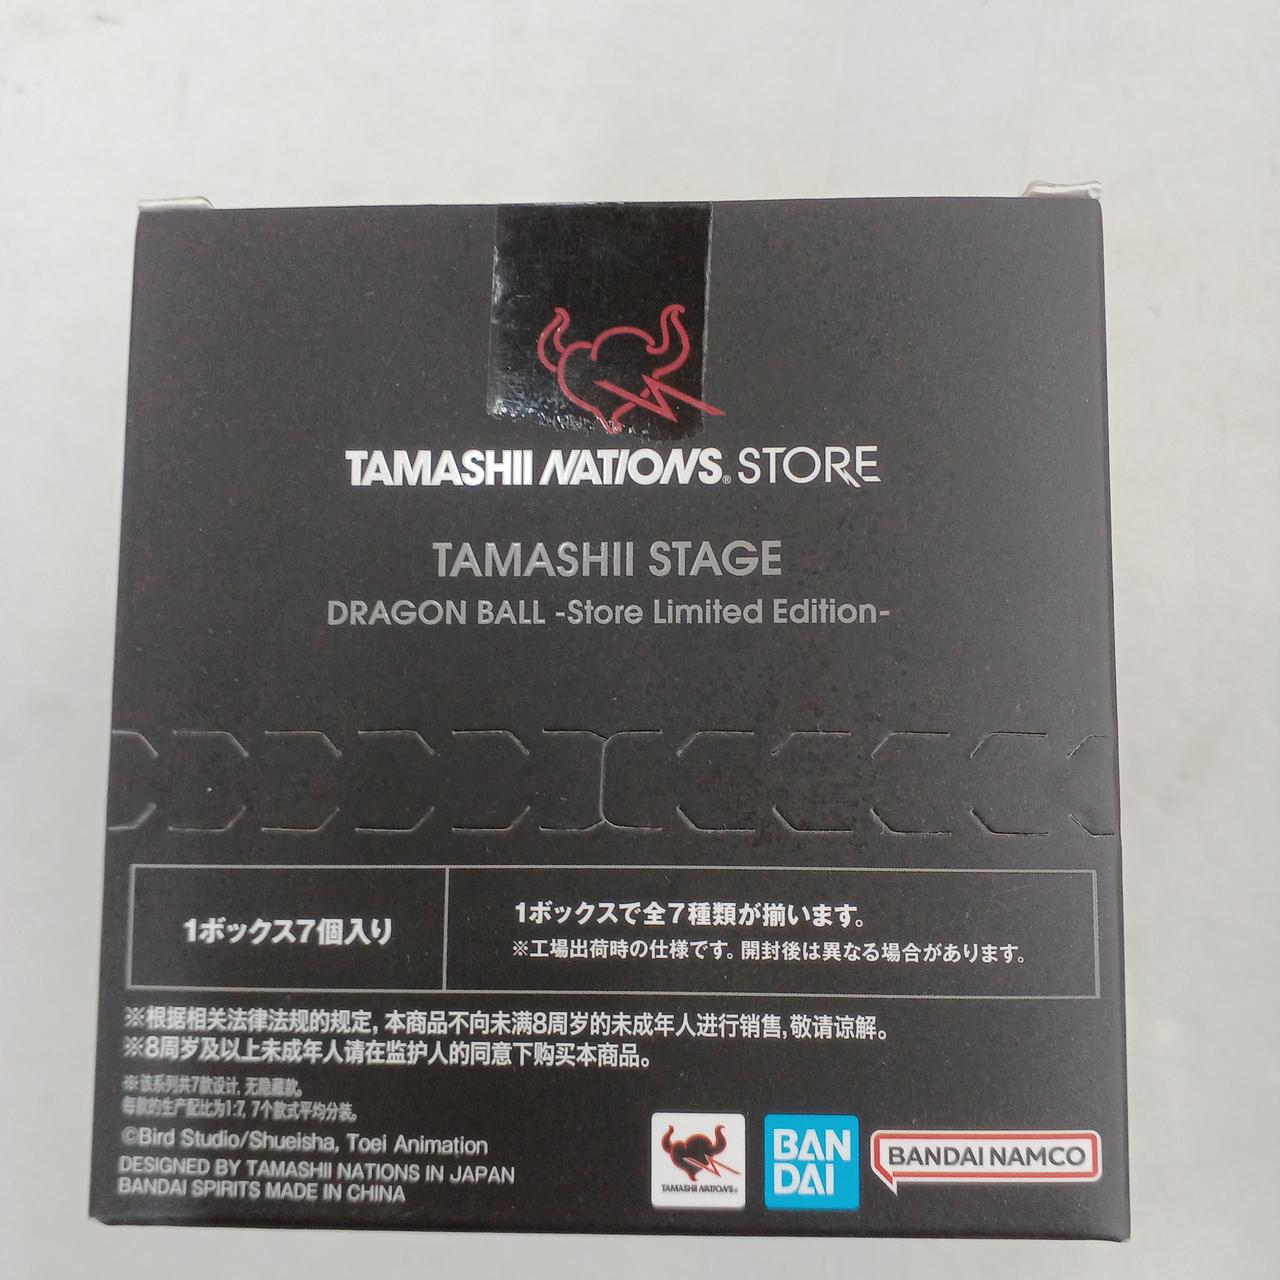 TAMASHII NATIONS® STORE
TAMASHII STAGE
DRAGON BALL -Store Limited Edition-
1ボックス7個入り
1ボックスで全7種類が揃います。
※工場出荷時の仕様です。開封後は異なる場合があります。
※根据相关法律法规的规定,本商品不向未满8周岁的未成年人进行销售,敬请谅解。
※8周岁及以上未成年人请在监护人的同意下购买本商品。
※该系列共7款设计,无隐藏款。
每款的生产配比为1:7,7个款式平均分装。
©Bird Studio/Shueisha, Toei Animation
DESIGNED BY TAMASHII NATIONS IN JAPAN
BANDAI SPIRITS MADE IN CHINA
TAMASHII NATIONS®
BAN
DAI
BANDAI NAMCO